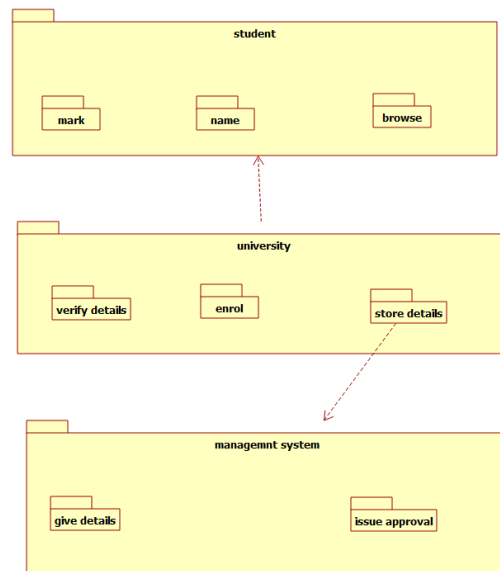 student
mark
name
browse
university
verify details
enrol
store details
managemnt system
give details
issue approval